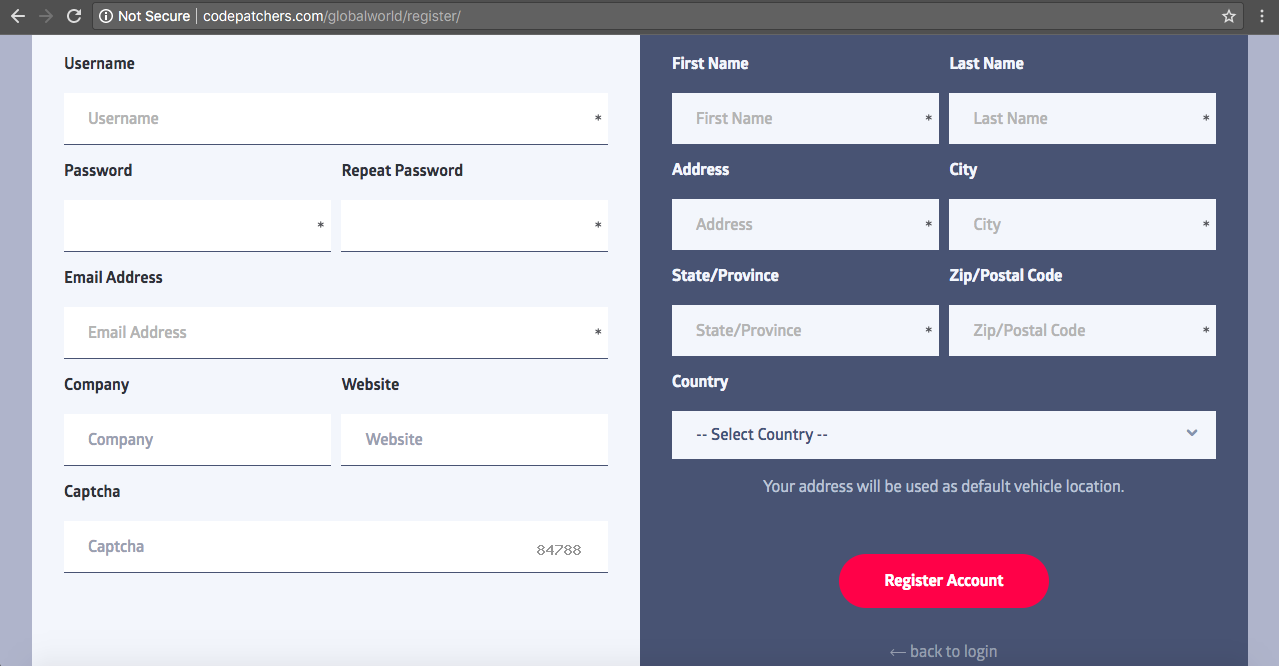 Not Secure | codepatchers.com/globalworld/register/
Username
Username *
Password Repeat Password
* *
Email Address
Email Address *
Company Website
Company Website
Captcha
Captcha 84788
First Name Last Name
First Name * Last Name *
Address City
Address * City *
State/Province Zip/Postal Code
State/Province * Zip/Postal Code *
Country
-- Select Country --
Your address will be used as default vehicle location.
Register Account
← back to login